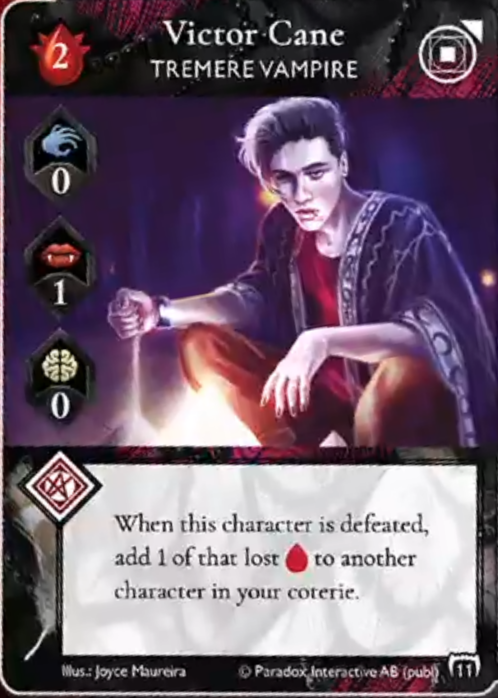 2
Victor Cane
TREMERE VAMPIRE
0
1
0
When this character is defeated,
add 1 of that lost to another
character in your coterie.
Illus.: Joyce Maureira
© Paradox Interactive AB (publ)
11